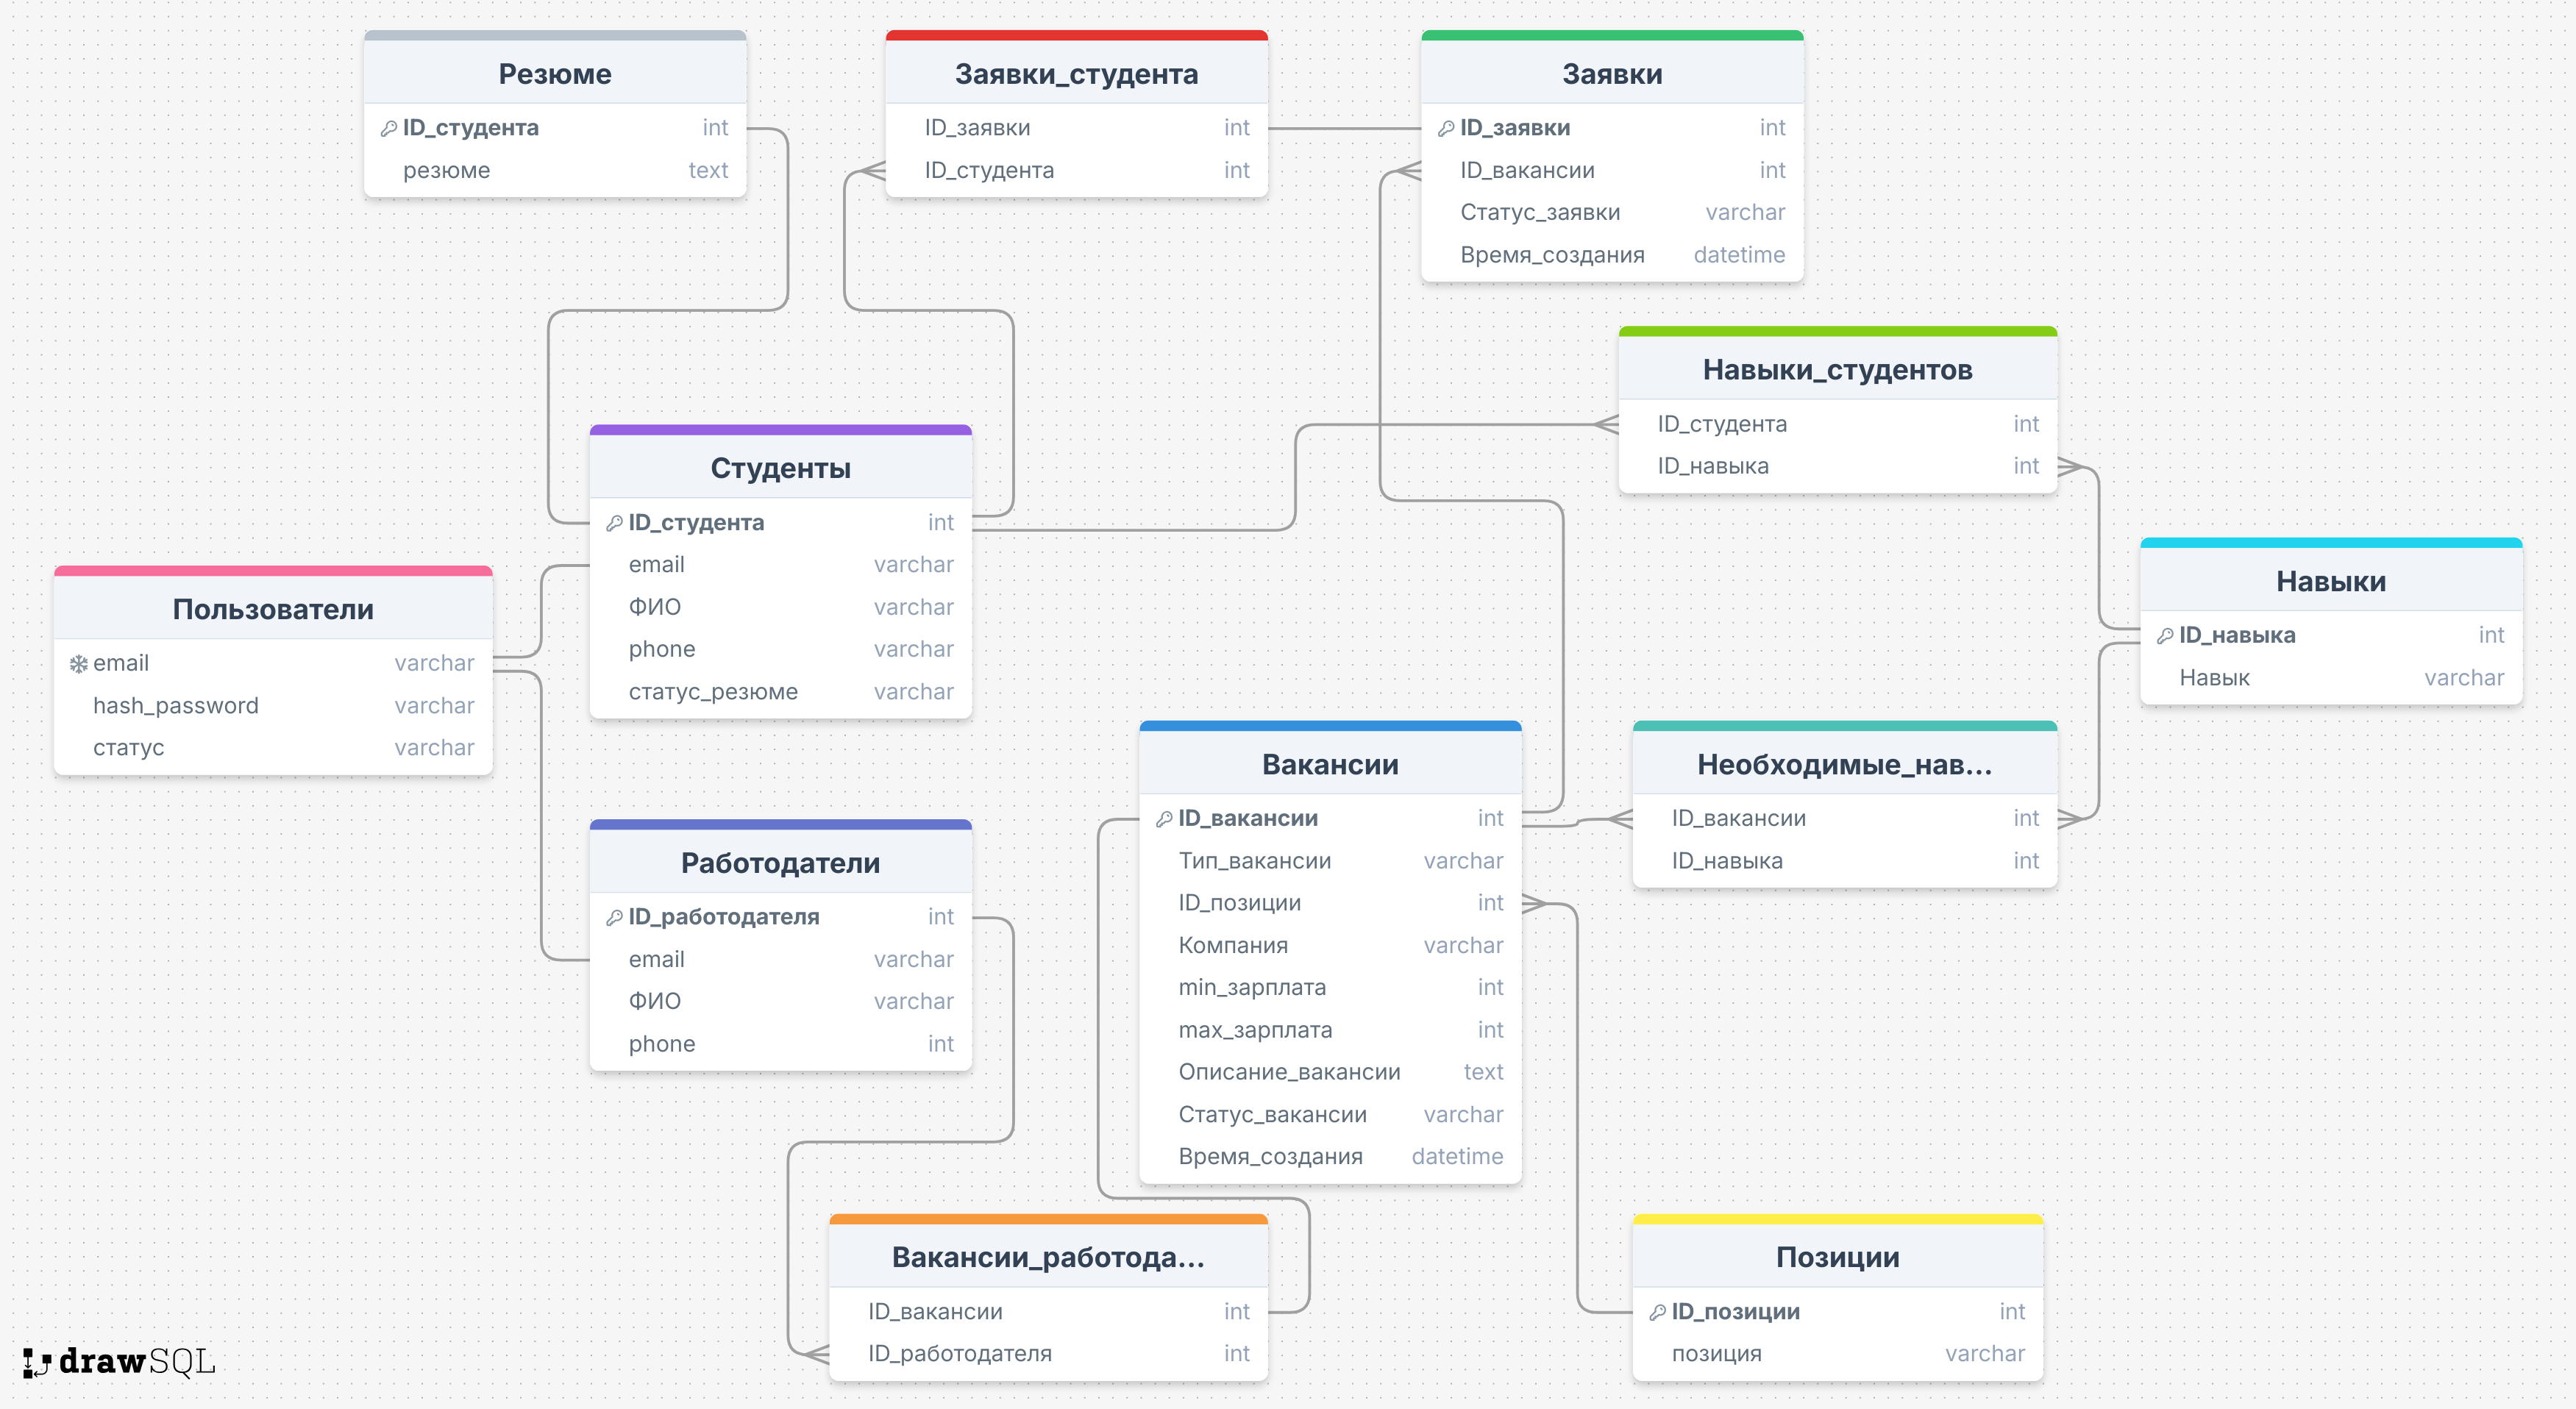 Резюме
ID_студента int
резюме text
Заявки_студента
ID_заявки int
ID_студента int
Заявки
ID_заявки int
ID_вакансии int
Статус_заявки varchar
Время_создания datetime
Навыки_студентов
ID_студента int
ID_навыка int
Студенты
ID_студента int
email varchar
ФИО varchar
phone varchar
статус_резюме varchar
Пользователи
email varchar
hash_password varchar
статус varchar
Навыки
ID_навыка int
Навык varchar
Вакансии
ID_вакансии int
Тип_вакансии varchar
ID_позиции int
Компания varchar
min_зарплата int
max_зарплата int
Описание_вакансии text
Статус_вакансии varchar
Время_создания datetime
Необходимые_нав...
ID_вакансии int
ID_навыка int
Работодатели
ID_работодателя int
email varchar
ФИО varchar
phone int
Вакансии_работода...
ID_вакансии int
ID_работодателя int
Позиции
ID_позиции int
позиция varchar
drawSQL